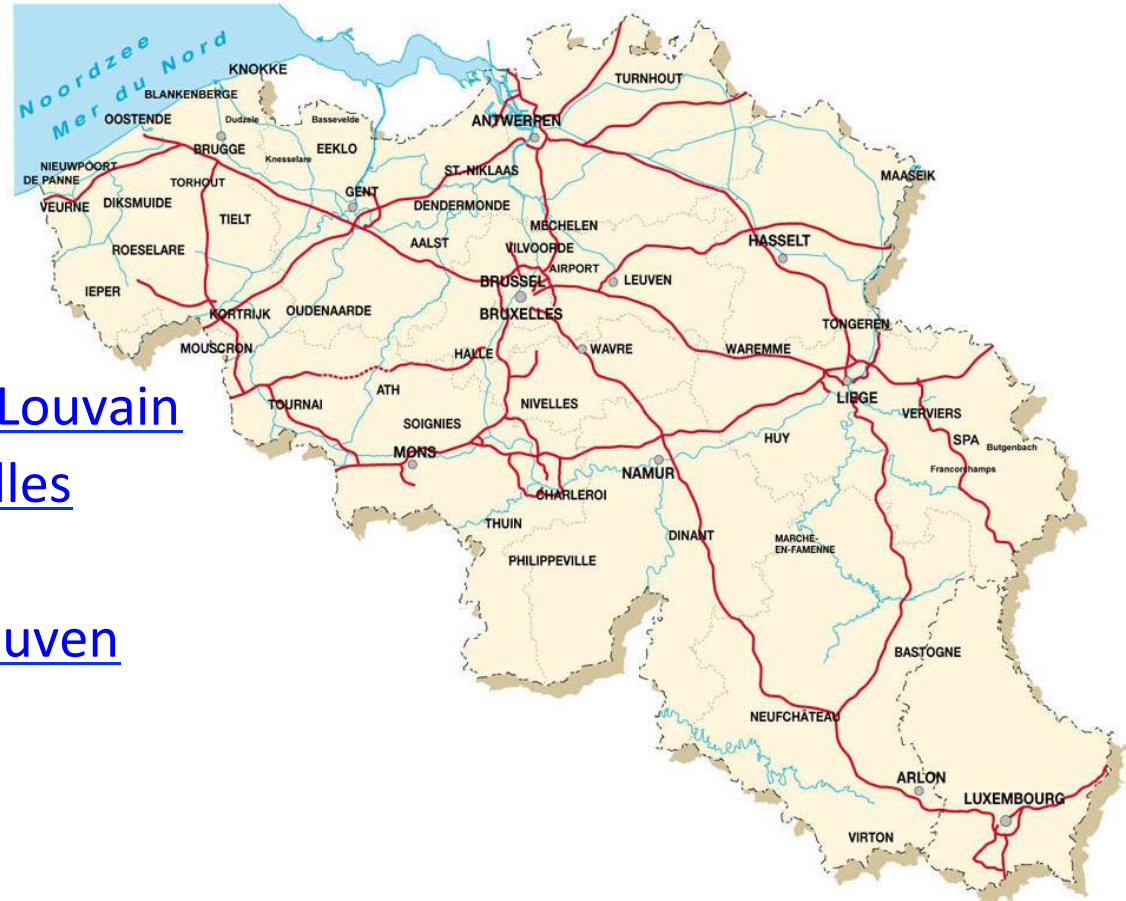 Noordzee
Mer du Nord
KNOKKE
BLANKENBERGE
OOSTENDE
Dudzele
Bassevelde
BRUGGE
EEKLO
Knesselare
NIEUWPOORT
DE PANNE
TORHOUT
VEURNE
DIKSMUIDE
TIELT
GENT
ROESELARE
IEPER
KORTRIJK
OUDENAARDE
MOUSCRON
TURNHOUT
ANTWERPEN
ST. NIKLAAS
DENDERMONDE
MAASEIK
MECHELEN
AALST
VILVOORDE
HASSELT
AIRPORT
BRUSSEL
LEUVEN
BRUXELLES
TONGEREN
HALLE
WAVRE
WAREMME
Louvain
ATH
TOURNAI
NIVELLES
LIEGE
SOIGNIES
VERVIERS
HUY
SPA
MONS
Butgenbach
NAMUR
Francorchamps
lles
CHARLEROI
THUIN
DINANT
MARCHE-
EN-FAMENNE
PHILIPPEVILLE
uven
BASTOGNE
NEUFCHÂTEAU
ARLON
LUXEMBOURG
VIRTON